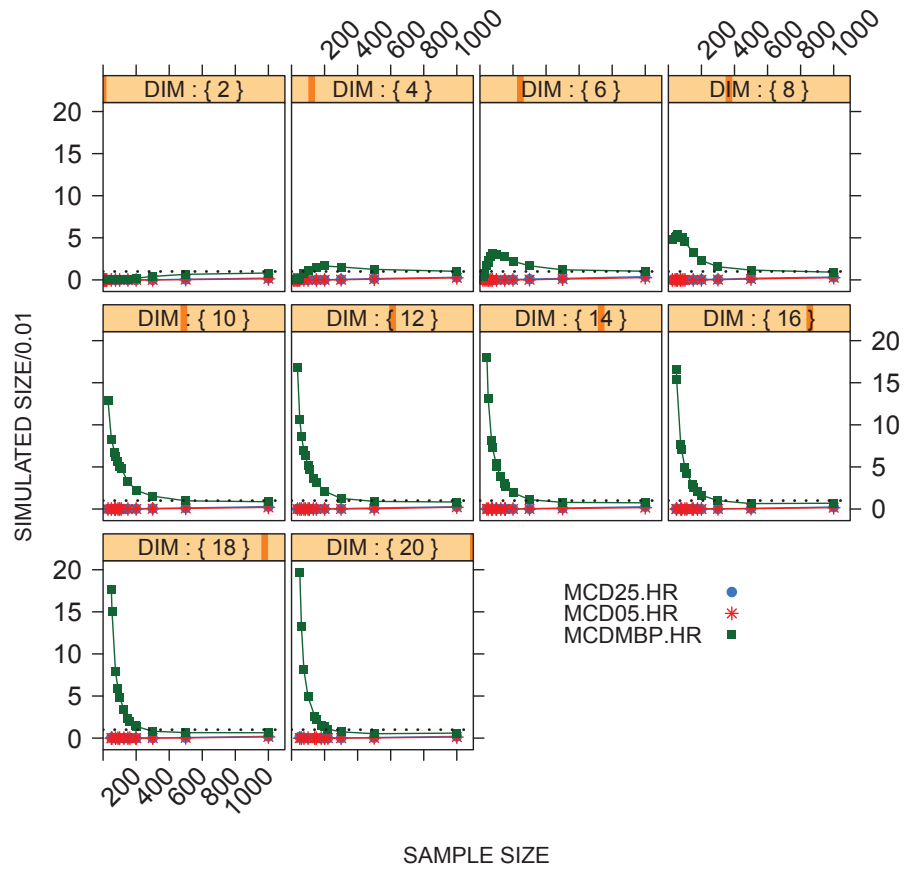 200 400 600 800 1000 200 400 600 800 1000
DIM : { 2 } DIM : { 4 } DIM : { 6 } DIM : { 8 }
20
15
10
5
0
DIM : { 10 } DIM : { 12 } DIM : { 14 } DIM : { 16 }
20
15
10
5
0
SIMULATED SIZE/0.01
DIM : { 18 } DIM : { 20 }
20
15
10
5
0
MCD25.HR
MCD05.HR
MCDMBP.HR
200 400 600 800 1000 200 400 600 800 1000
SAMPLE SIZE